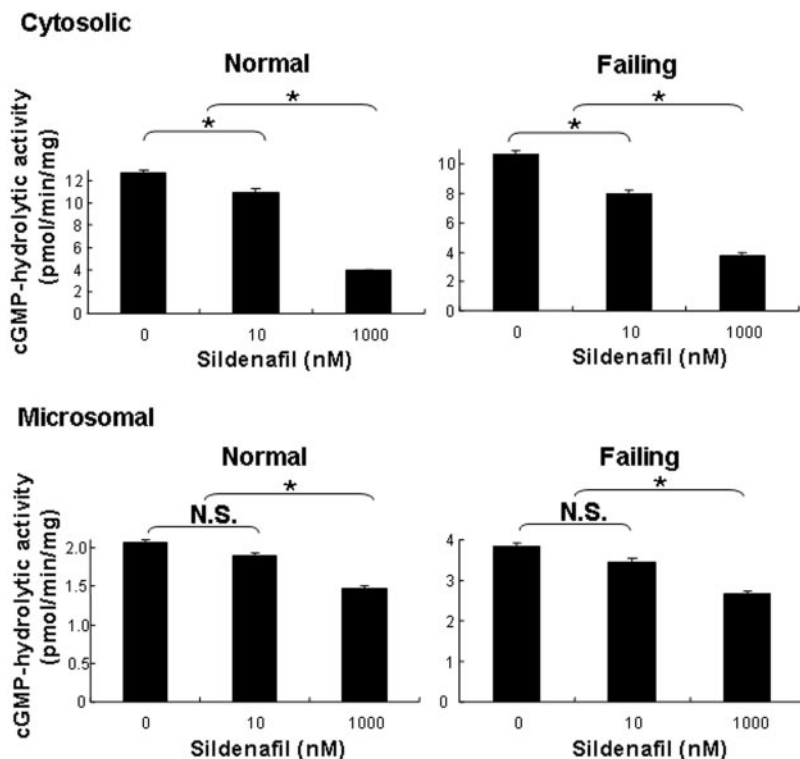 Cytosolic
Normal
Failing
*
*
*
*
cGMP-hydrolytic activity
(pmol/min/mg)
12
10
8
6
4
2
0
10
8
6
4
2
0
0 10 1000
Sildenafil (nM)
0 10 1000
Sildenafil (nM)
Microsomal
Normal
Failing
*
N.S.
*
N.S.
cGMP-hydrolytic activity
(pmol/min/mg)
2.0
1.5
1.0
0.5
0
4
3
2
1
0
0 10 1000
Sildenafil (nM)
0 10 1000
Sildenafil (nM)